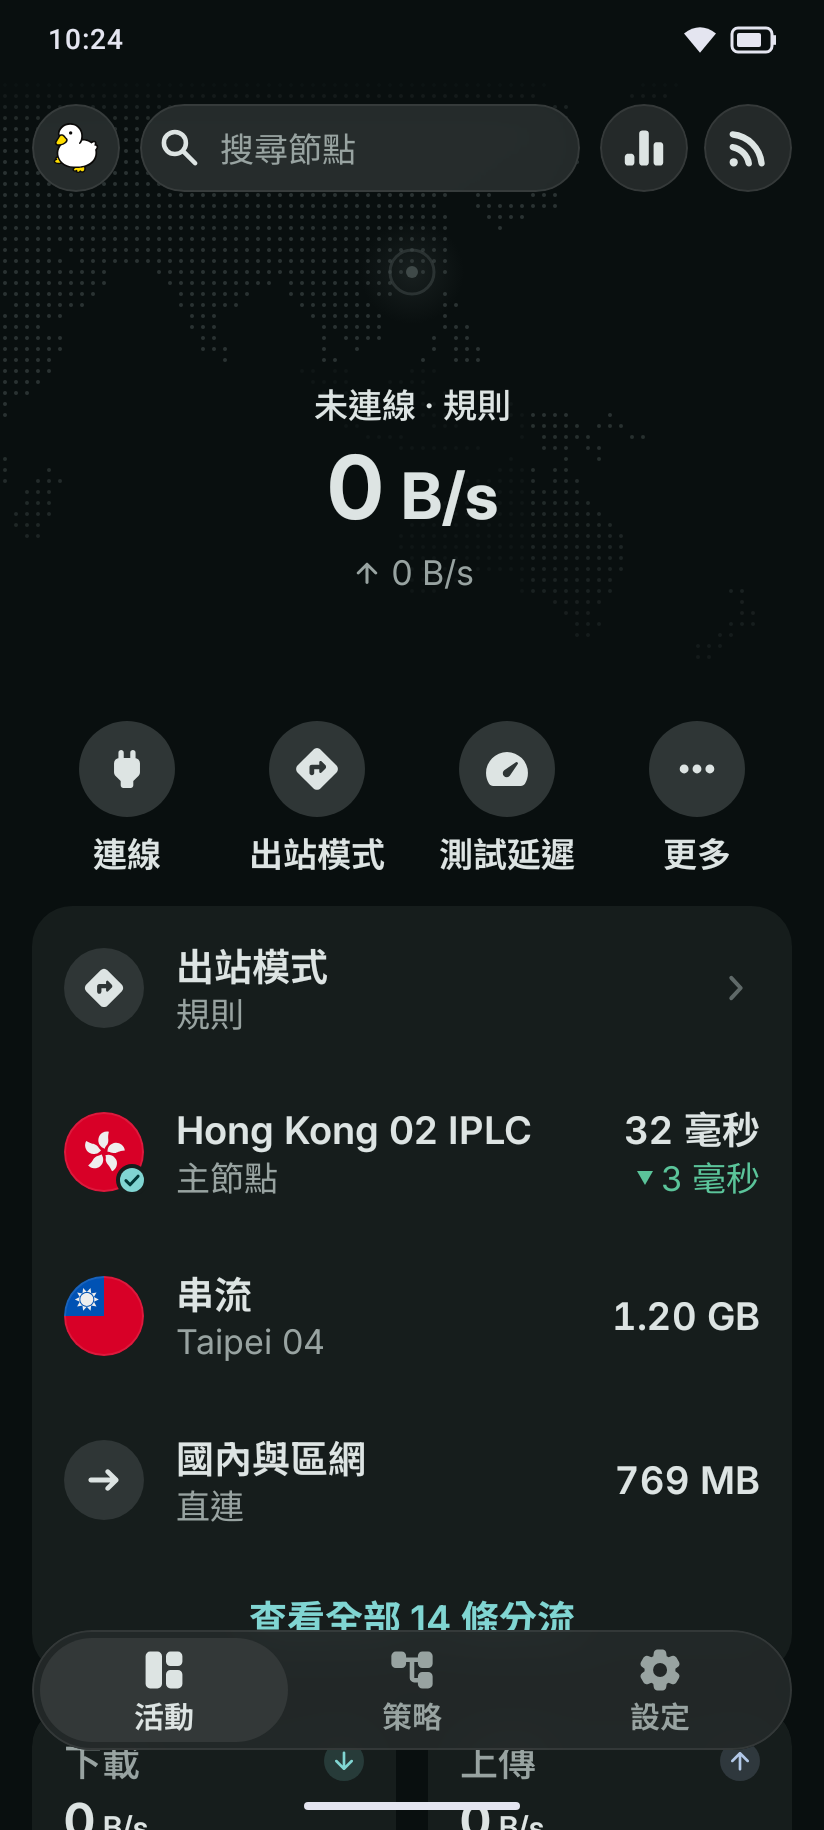 10:24
搜尋節點
未連線 · 規則
0 B/s
↑ 0 B/s
連線
出站模式
測試延遲
更多
出站模式
規則
Hong Kong 02 IPLC
32 毫秒
主節點
▼3 毫秒
串流
1.20 GB
Taipei 04
國內與區網
769 MB
直連
查看全部 14 條分流
活動
策略
設定
下載
上傳
0 B/s
0 B/s